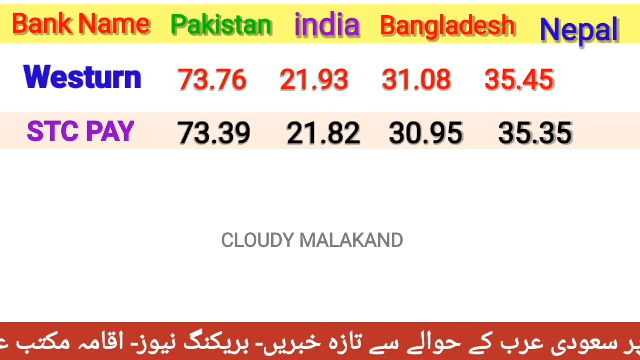 Bank Name Pakistan india Bangladesh Nepal
Westurn 73.76 21.93 31.08 35.45
STC PAY 73.39 21.82 30.95 35.35
CLOUDY MALAKAND
سعودی عرب کے حوالے سے تازہ خبریں- بریکنگ نیوز- اقامہ مکتب